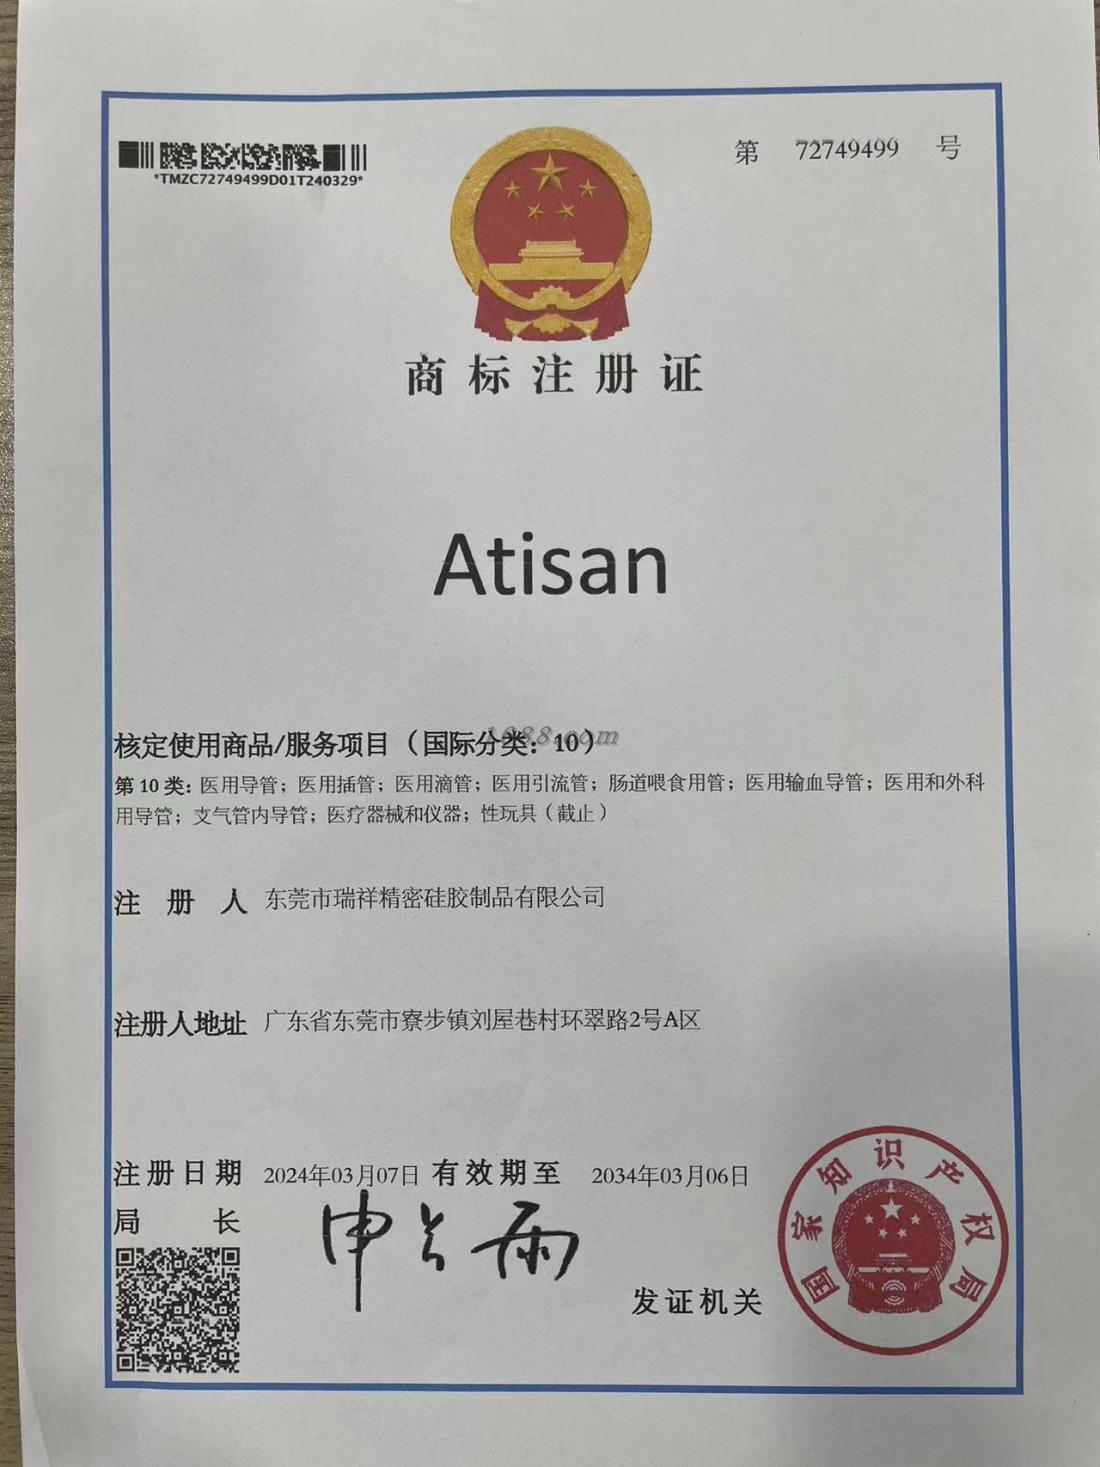 *TMZC72749499D01T240329*
第 72749499 号
商标注册证
Atisan
1688.com
核定使用商品/服务项目（国际分类：10）
第 10 类：医用导管；医用插管；医用滴管；医用引流管；肠道喂食用管；医用输血导管；医用和外科
用导管；支气管内导管；医疗器械和仪器；性玩具（截止）
注册人 东莞市瑞祥精密硅胶制品有限公司
注册人地址 广东省东莞市寮步镇刘屋巷村环翠路2号A区
注册日期 2024年03月07日 有效期至 2034年03月06日
局长
发证机关
国家知识产权局